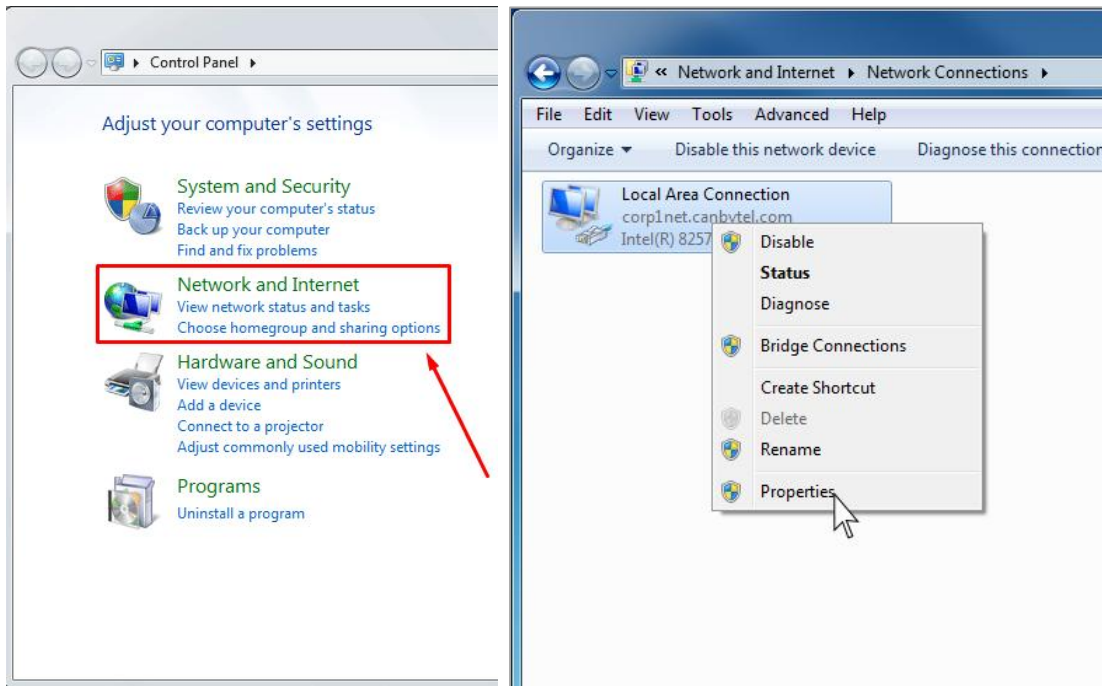 Control Panel
Adjust your computer's settings
System and Security
Review your computer's status
Back up your computer
Find and fix problems
Network and Internet
View network status and tasks
Choose homegroup and sharing options
Hardware and Sound
View devices and printers
Add a device
Connect to a projector
Adjust commonly used mobility settings
Programs
Uninstall a program
« Network and Internet Network Connections
File Edit View Tools Advanced Help
Organize Disable this network device Diagnose this connection
Local Area Connection
corp1net.canbytel.com
Intel(R) 8257
Disable
Status
Diagnose
Bridge Connections
Create Shortcut
Delete
Rename
Properties